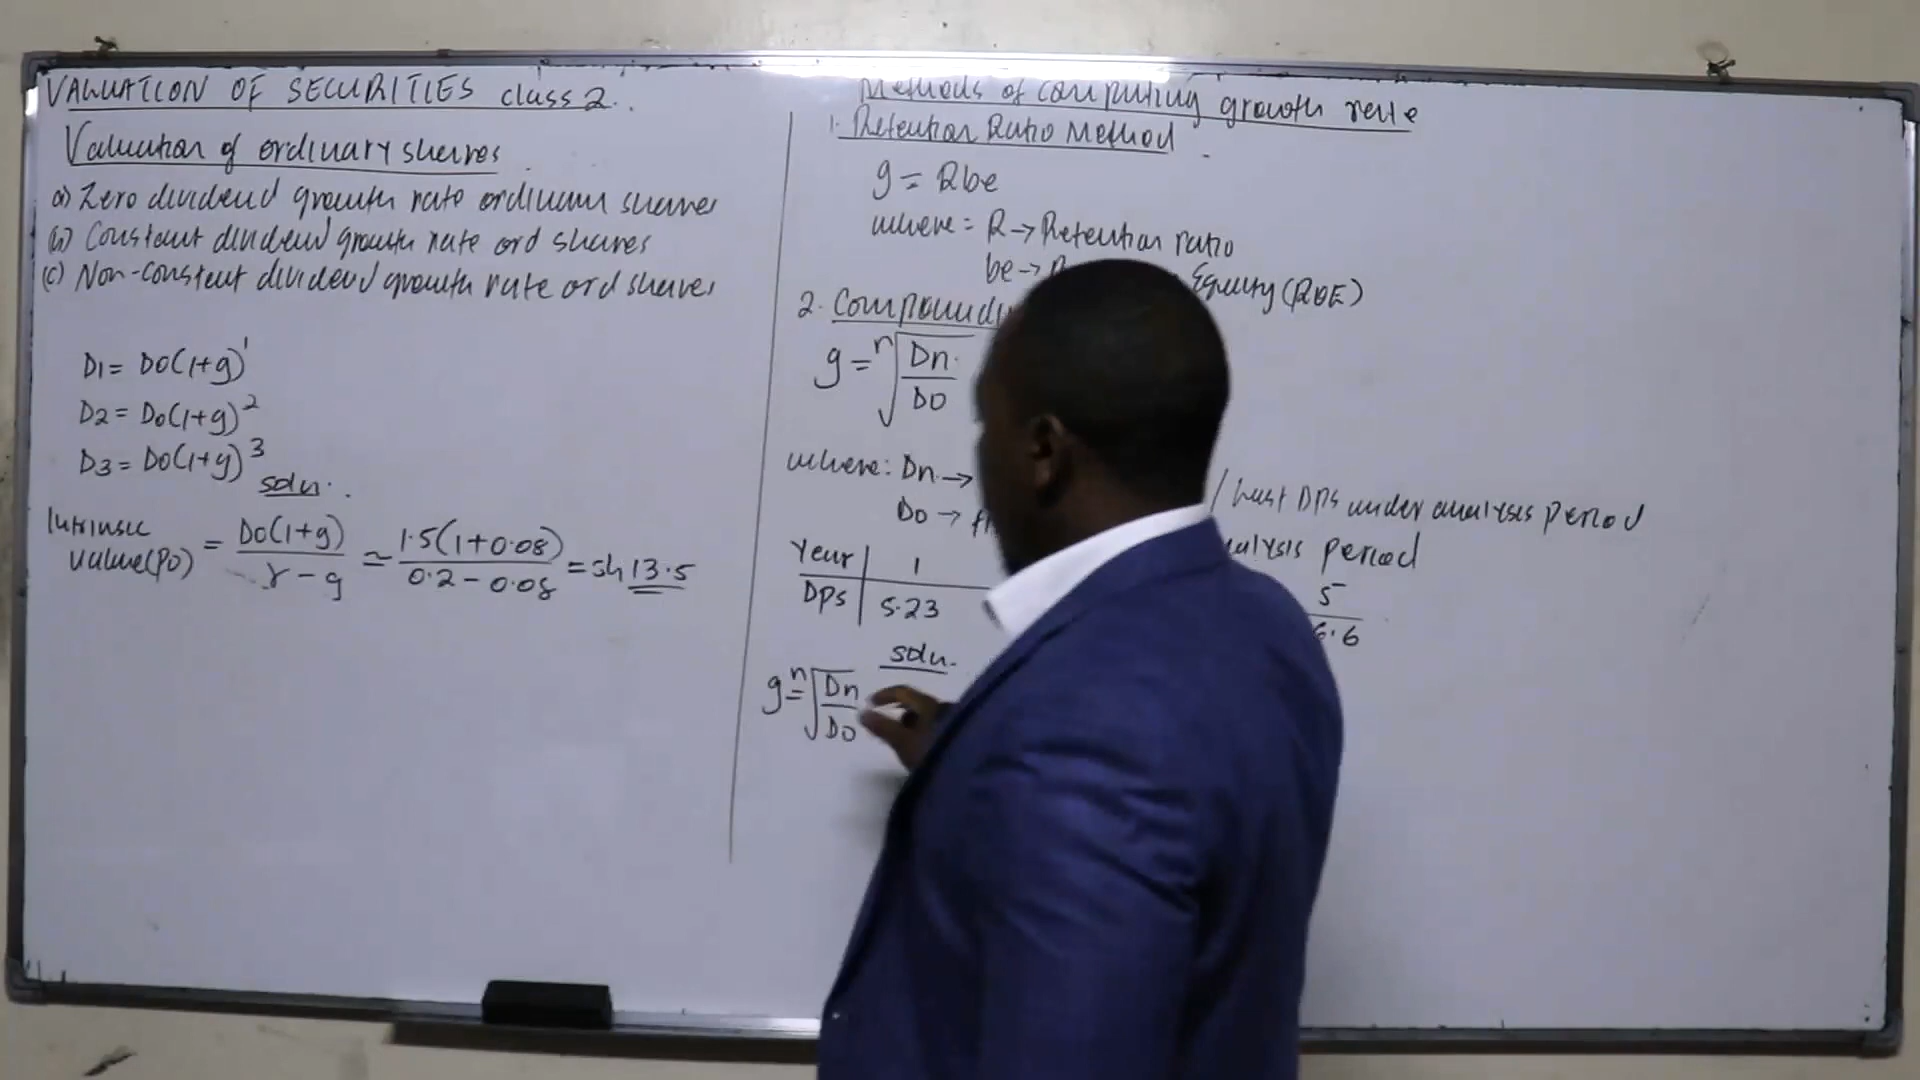 VALUATION OF SECURITIES class 2.
Valuation of ordinary shares
a) Zero dividend growth rate ordinary shares
(b) Constant dividend growth rate ord shares
(c) Non-constant dividend growth rate ord shares
D1 = D0(1+g)¹
D2 = D0(1+g)²
D3 = D0(1+g)³
soln.
Intrinsic value(P0) = D0(1+g) / r - g = 1.5(1+0.08) / 0.2 - 0.08 = sh 13.5
Methods of computing growth rate
1. Retention Ratio Method
g = Rbe
where = R → Retention ratio
be → Equity (ROE)
2.
g = n√Dn / D0
where: Dn → / Last DPS under analysis period
D0 → analysis period
Year 1 5
DPS 5.23 6.6
soln.
g = n√Dn / D0